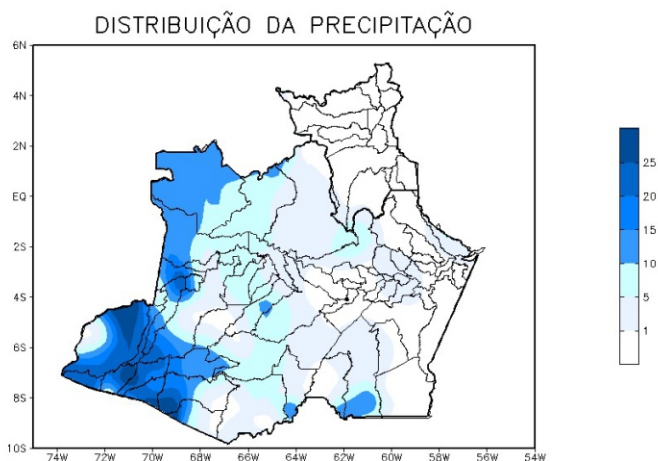 DISTRIBUIÇÃO DA PRECIPITAÇÃO
6N
4N
2N
EQ
2S
4S
6S
8S
10S
74W 72W 70W 68W 66W 64W 62W 60W 58W 56W 54W
25
20
15
10
5
1